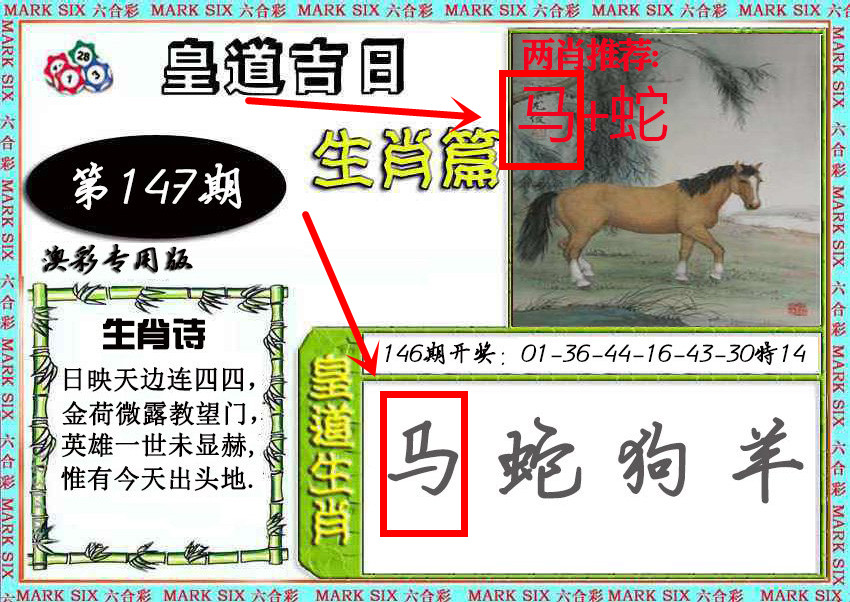 MARK SIX 六合彩 MARK SIX 六合彩 MARK SIX 六合彩 MARK SIX 六合彩 MARK SIX 六合彩 MARK SIX 六合彩
28
1
3
皇道吉日
生肖篇
第147期
澳彩专用版
两肖推荐:
马+蛇
生肖诗
日映天边连四四，
金荷微露教望门，
英雄一世未显赫，
惟有今天出头地.
146期开奖：01-36-44-16-43-30特14
皇道生肖
马 蛇 狗 羊
MARK SIX 六合彩 MARK SIX 六合彩 MARK SIX 六合彩 MARK SIX 六合彩 MARK SIX 六合彩 MARK SIX 六合彩